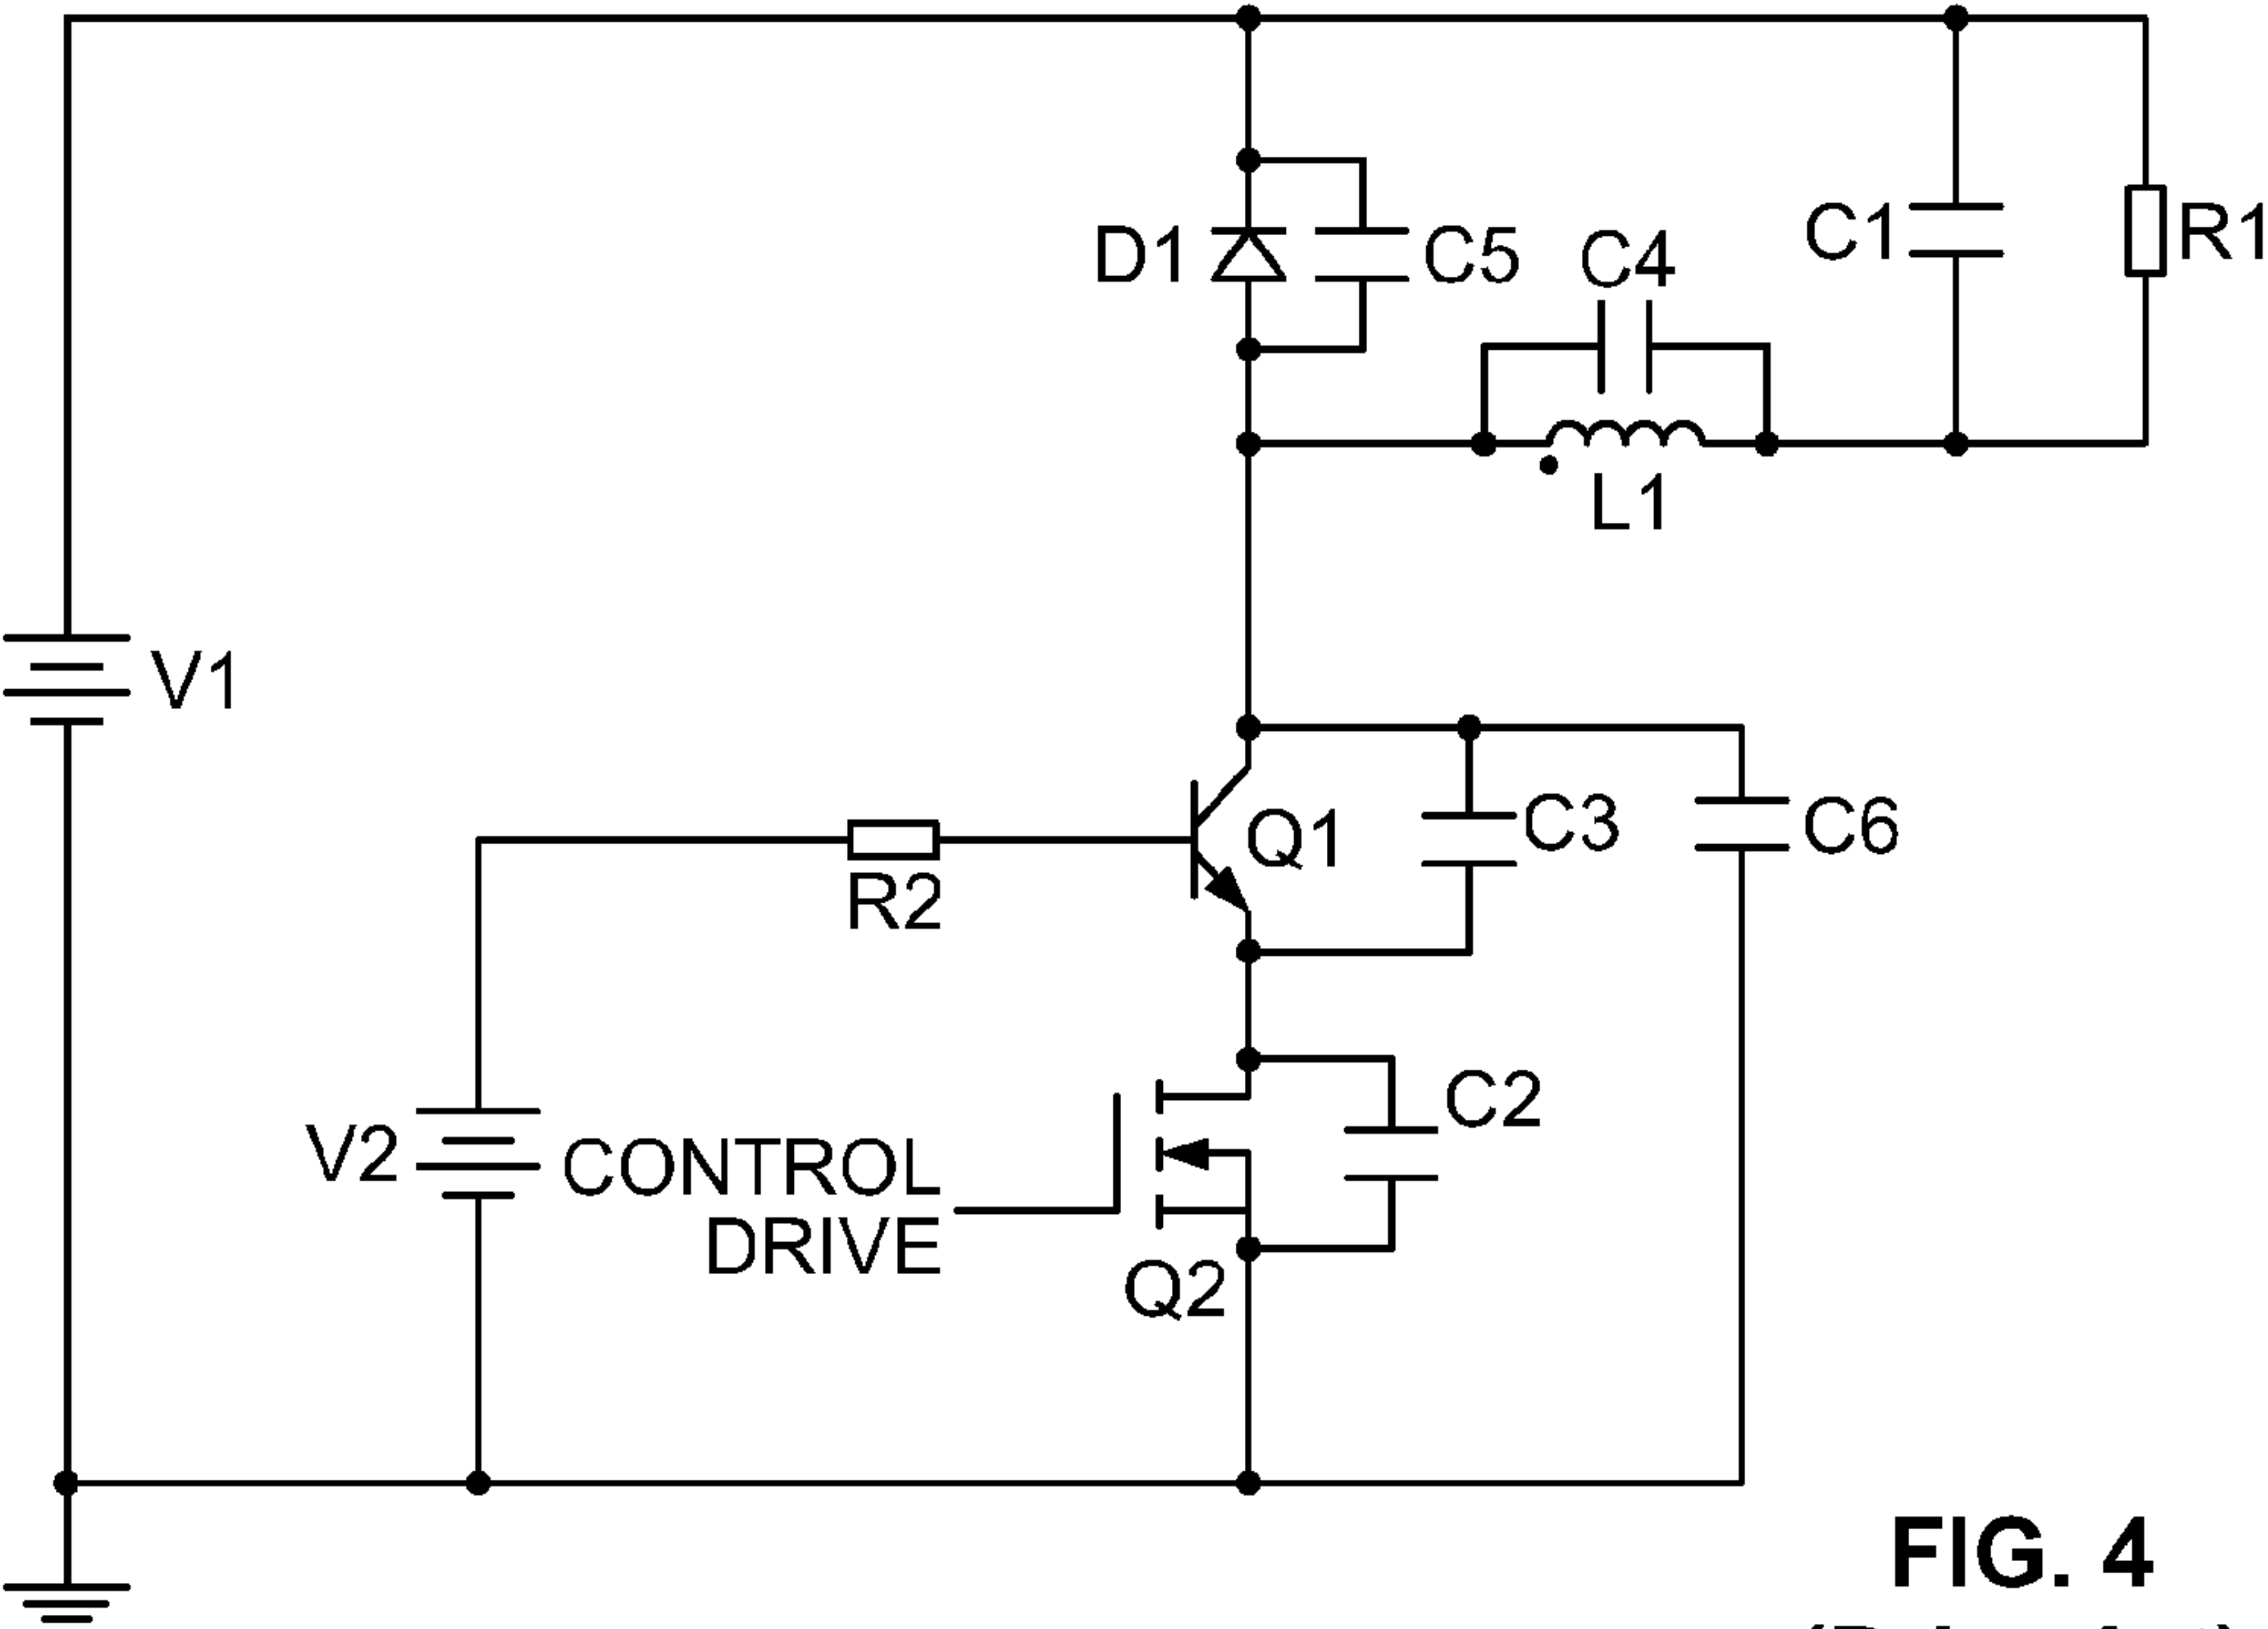 D1
C5
C4
C1
R1
L1
V1
Q1
C3
C6
R2
V2
CONTROL
DRIVE
C2
Q2
FIG. 4